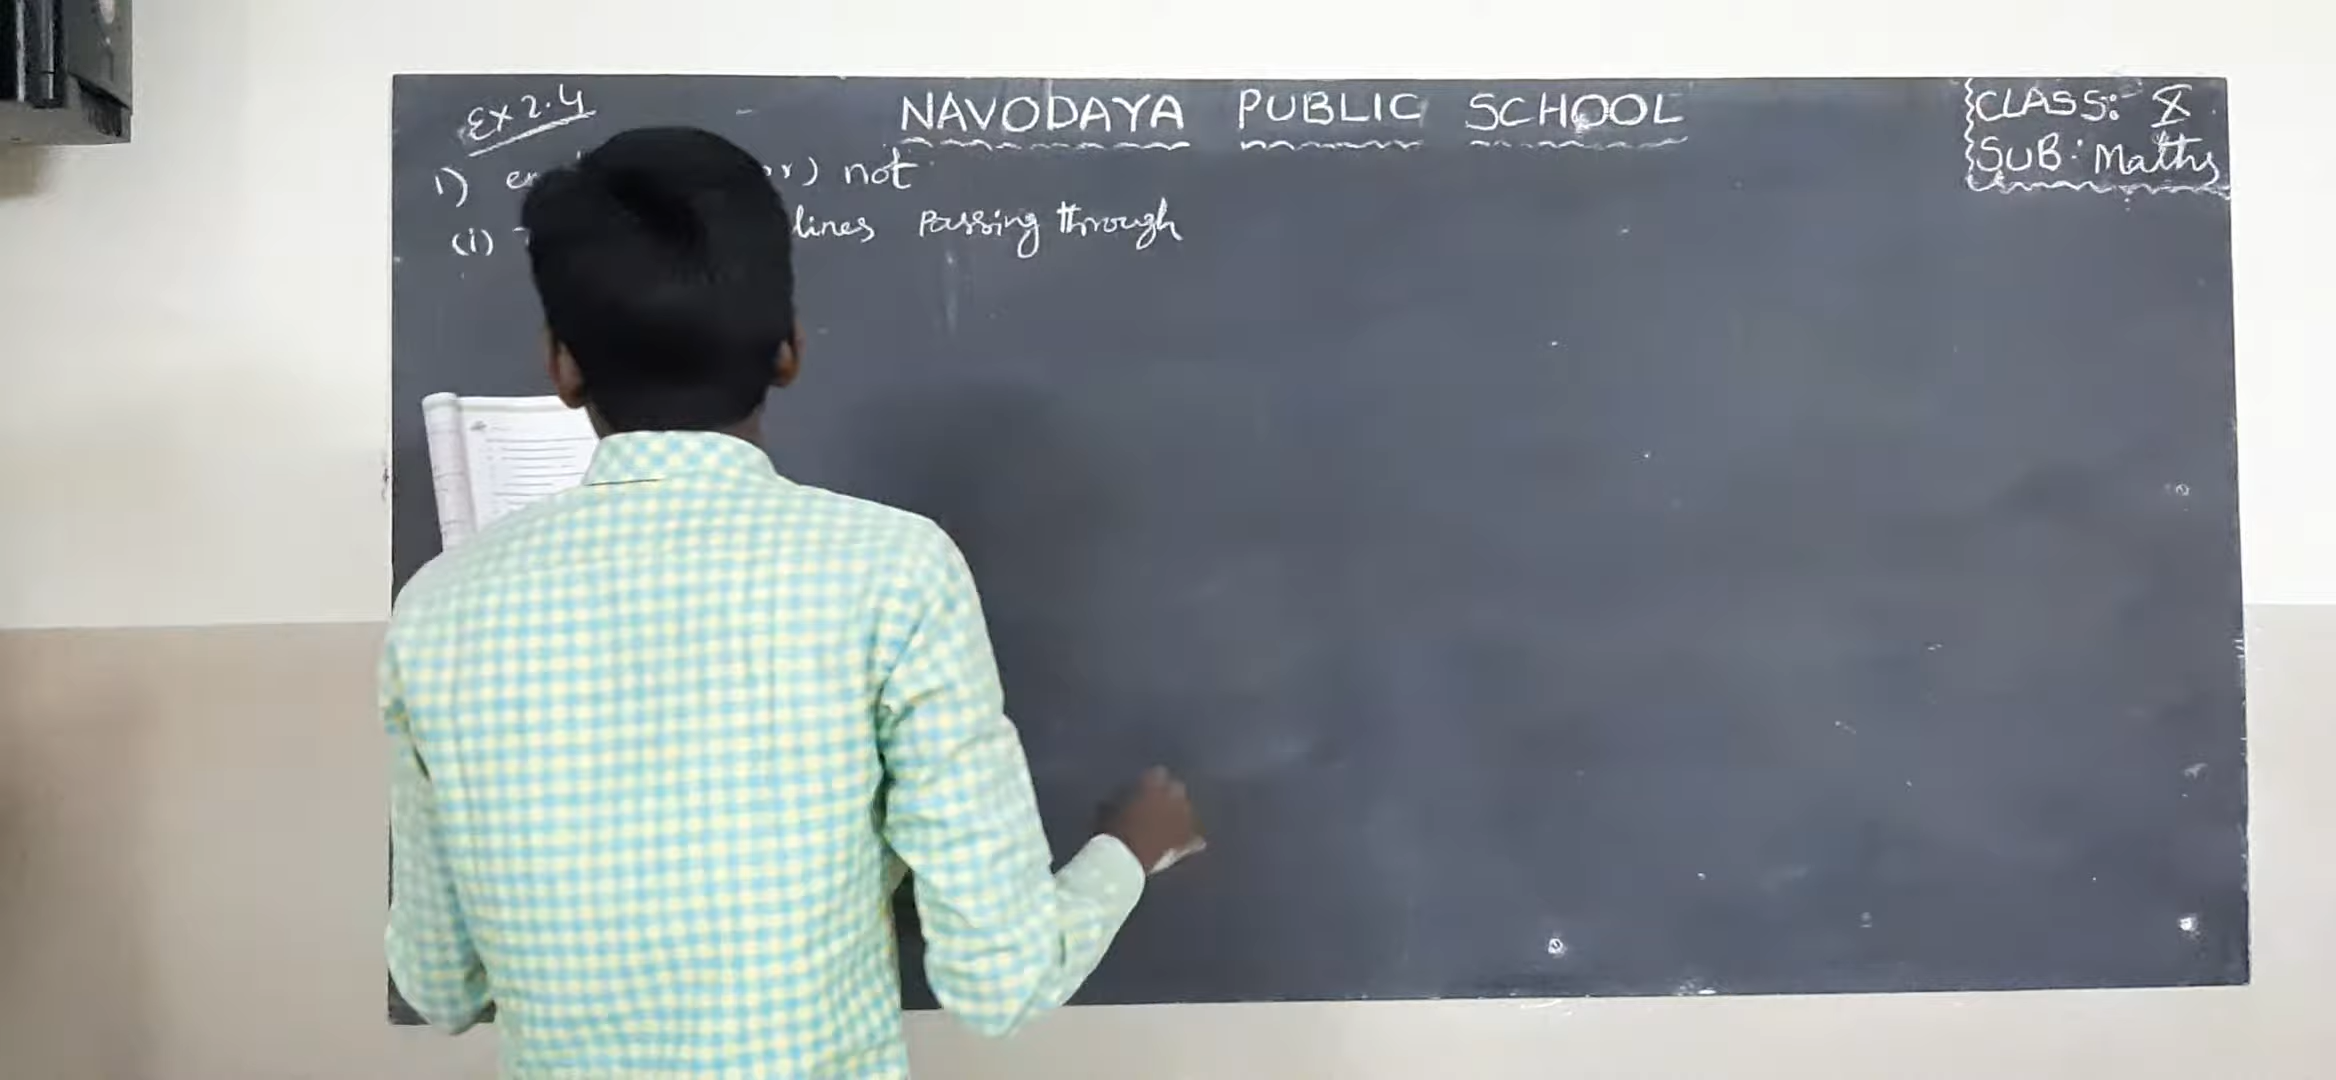 Ex 2.4
NAVODAYA PUBLIC SCHOOL
CLASS: X
SUB: Maths
1) not
(i) lines passing through